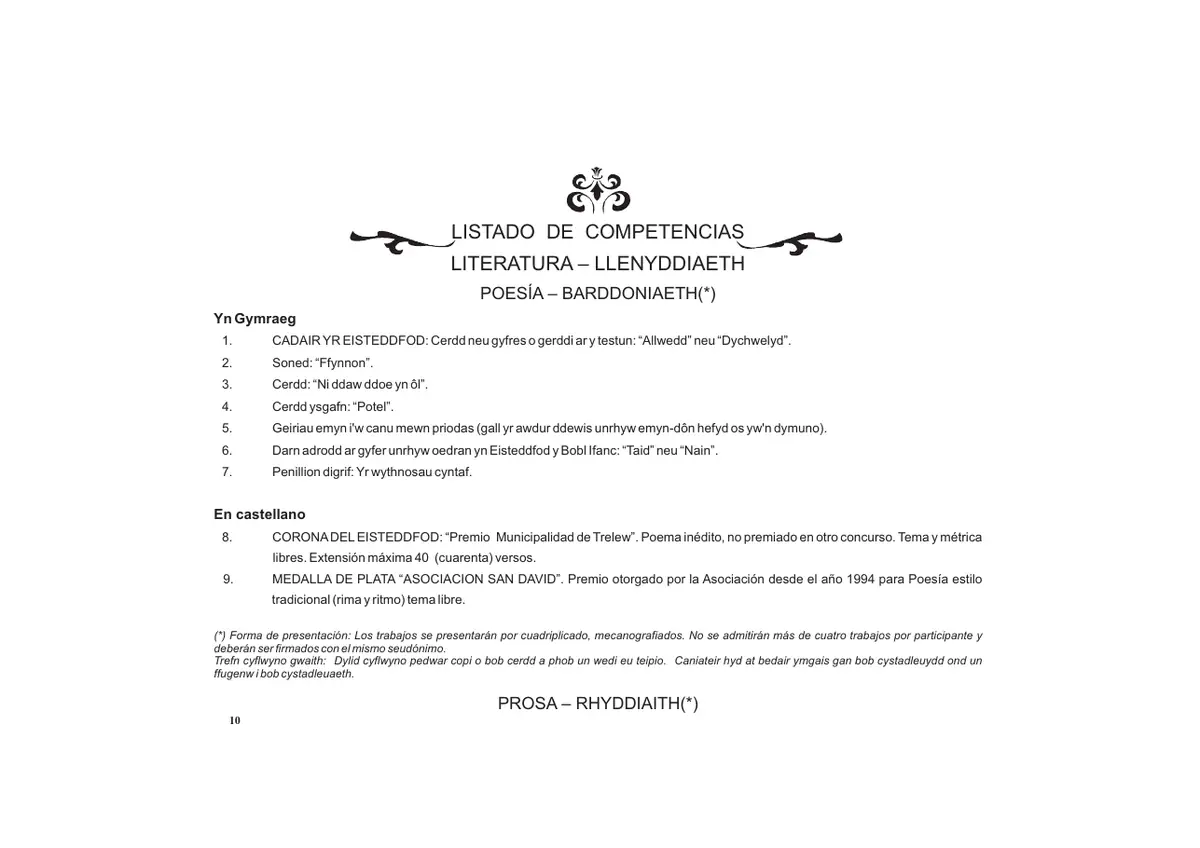 LISTADO DE COMPETENCIAS
LITERATURA – LLENYDDIAETH
POESÍA – BARDDONIAETH(*)
Yn Gymraeg
1. CADAIR YR EISTEDDFOD: Cerdd neu gyfres o gerddi ar y testun: “Allwedd” neu “Dychwelyd”.
2. Soned: “Ffynnon”.
3. Cerdd: “Ni ddaw ddoe yn ôl”.
4. Cerdd ysgafn: “Potel”.
5. Geiriau emyn i'w canu mewn priodas (gall yr awdur ddewis unrhyw emyn-dôn hefyd os yw'n dymuno).
6. Darn adrodd ar gyfer unrhyw oedran yn Eisteddfod y Bobl Ifanc: “Taid” neu “Nain”.
7. Penillion digrif: Yr wythnosau cyntaf.
En castellano
8. CORONA DEL EISTEDDFOD: “Premio Municipalidad de Trelew”. Poema inédito, no premiado en otro concurso. Tema y métrica
libres. Extensión máxima 40 (cuarenta) versos.
9. MEDALLA DE PLATA “ASOCIACION SAN DAVID”. Premio otorgado por la Asociación desde el año 1994 para Poesía estilo
tradicional (rima y ritmo) tema libre.
(*) Forma de presentación: Los trabajos se presentarán por cuadriplicado, mecanografiados. No se admitirán más de cuatro trabajos por participante y
deberán ser firmados con el mismo seudónimo.
Trefn cyflwyno gwaith: Dylid cyflwyno pedwar copi o bob cerdd a phob un wedi eu teipio. Caniateir hyd at bedair ymgais gan bob cystadleuydd ond un
ffugenw i bob cystadleuaeth.
PROSA – RHYDDIAITH(*)
10